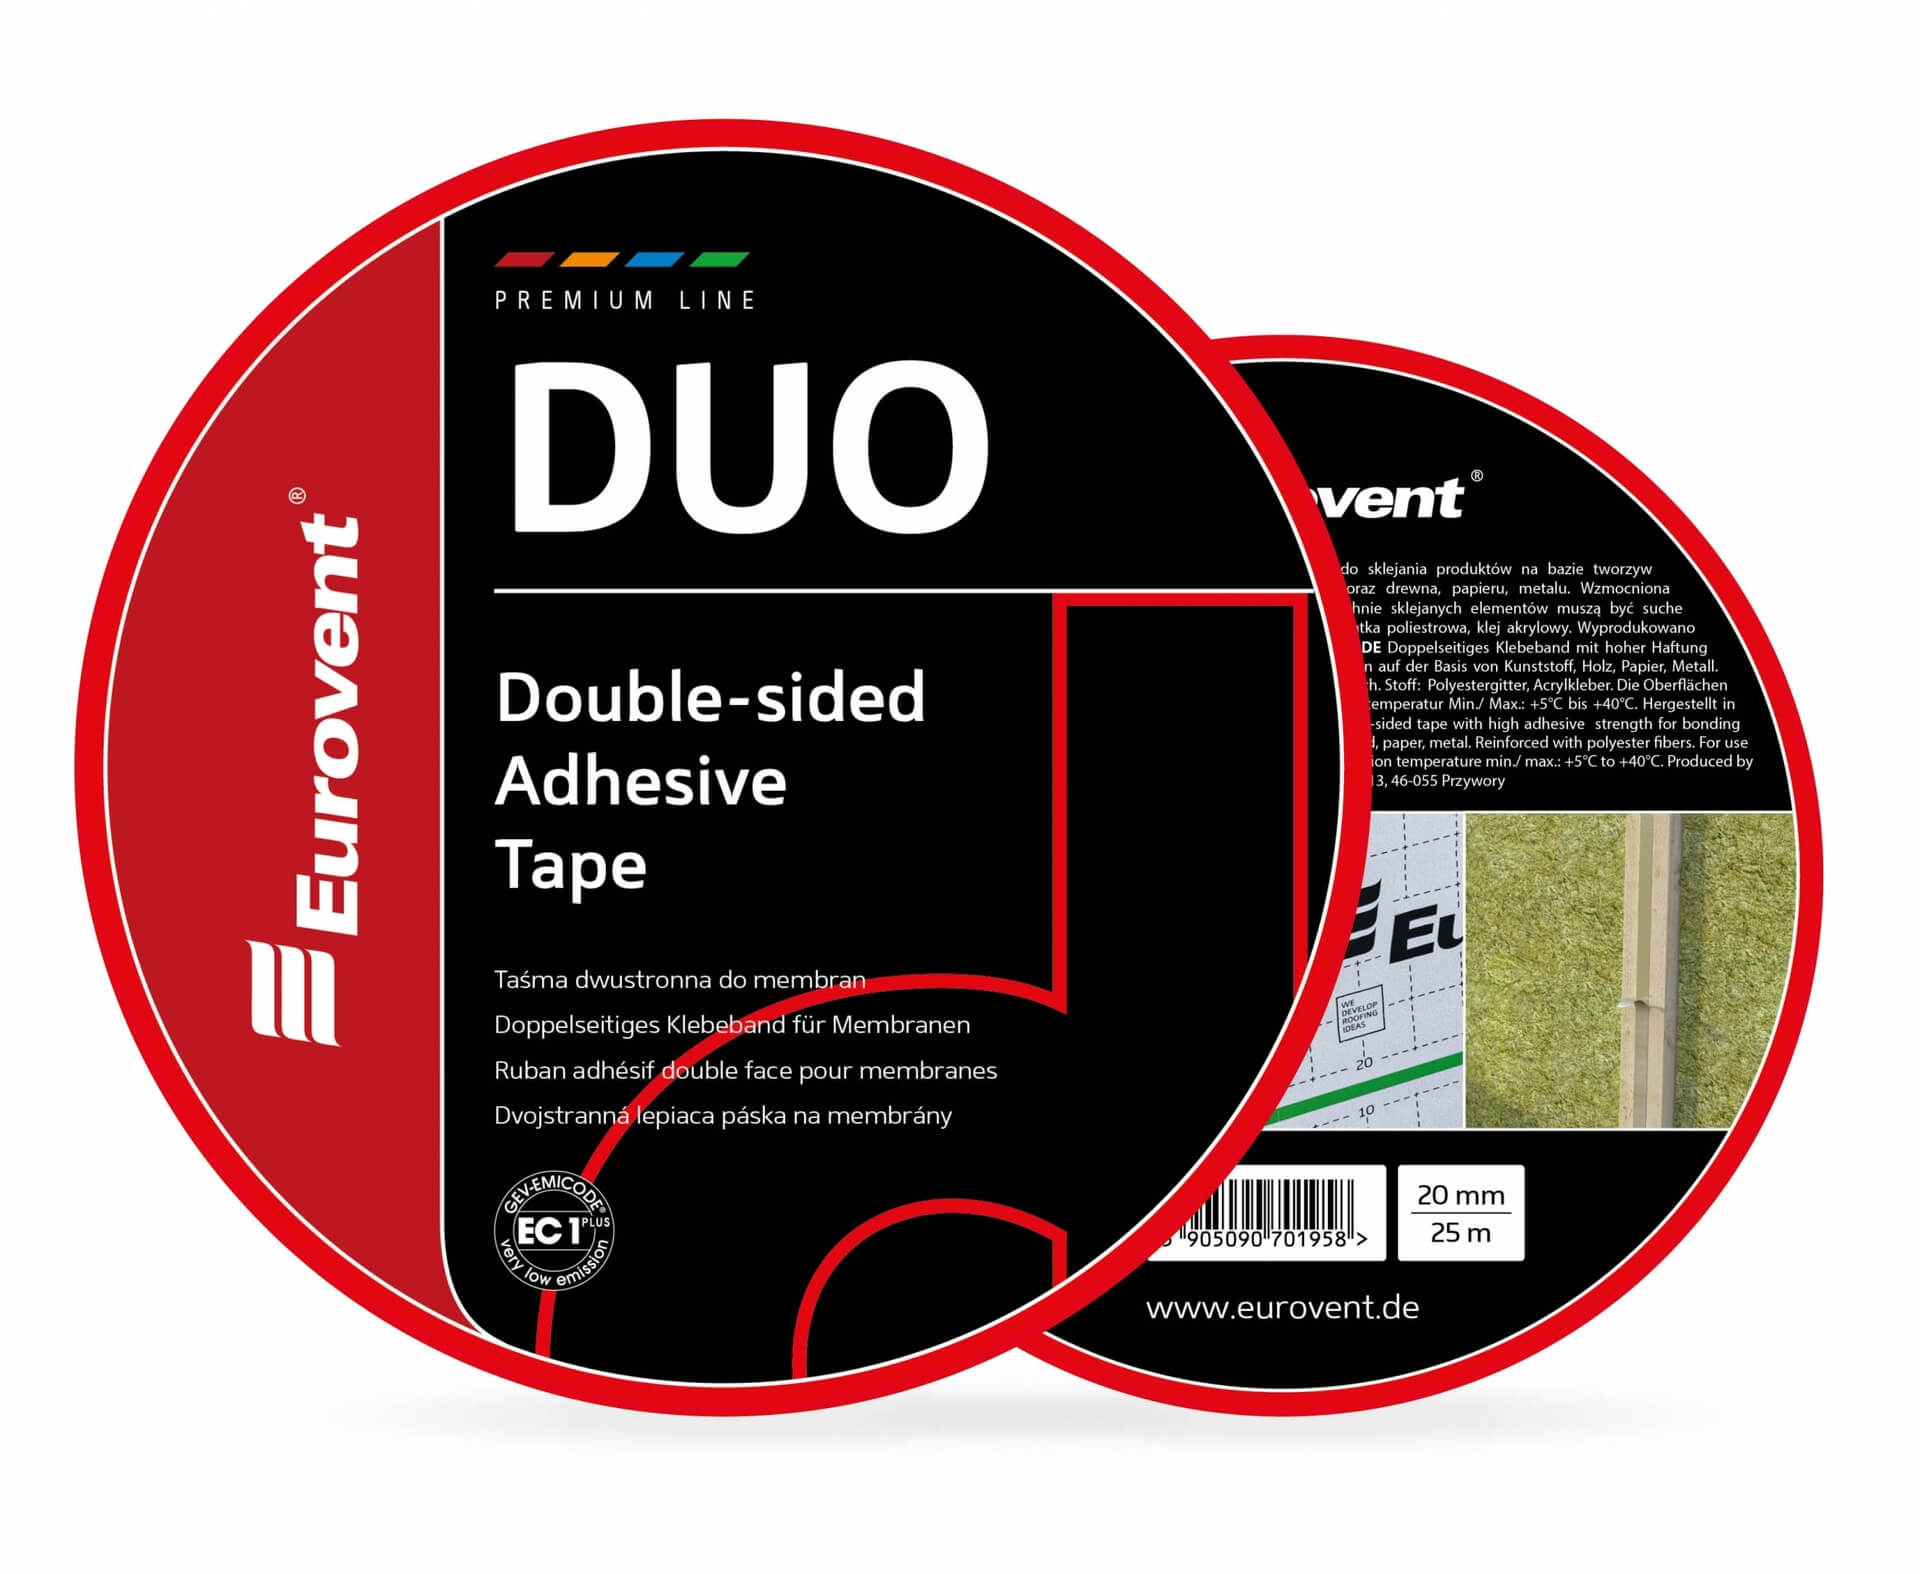 PREMIUM LINE
DUO
Eurovent®
Double-sided
Adhesive
Tape
Taśma dwustronna do membran
Doppelseitiges Klebeband für Membranen
Ruban adhésif double face pour membranes
Dvojstranná lepiaca páska na membrány
GEV-EMICODE®
EC1 PLUS
very low emission
vent®
do sklejania produktów na bazie tworzyw
oraz drewna, papieru, metalu. Wzmocniona
sklejanych elementów muszą być suche
poliestrowa, klej akrylowy. Wyprodukowano
DE Doppelseitiges Klebeband mit hoher Haftung
auf der Basis von Kunststoff, Holz, Papier, Metall.
Stoff: Polyestergitter, Acrylkleber. Die Oberflächen
temperatur Min./ Max.: +5°C bis +40°C. Hergestellt in
-sided tape with high adhesive strength for bonding
, paper, metal. Reinforced with polyester fibers. For use
ion temperature min./ max.: +5°C to +40°C. Produced by
13, 46-055 Przywory
Eu
WE
DEVELOP
ROOFING
IDEAS
20
10
905090 701958 >
20 mm
25 m
www.eurovent.de